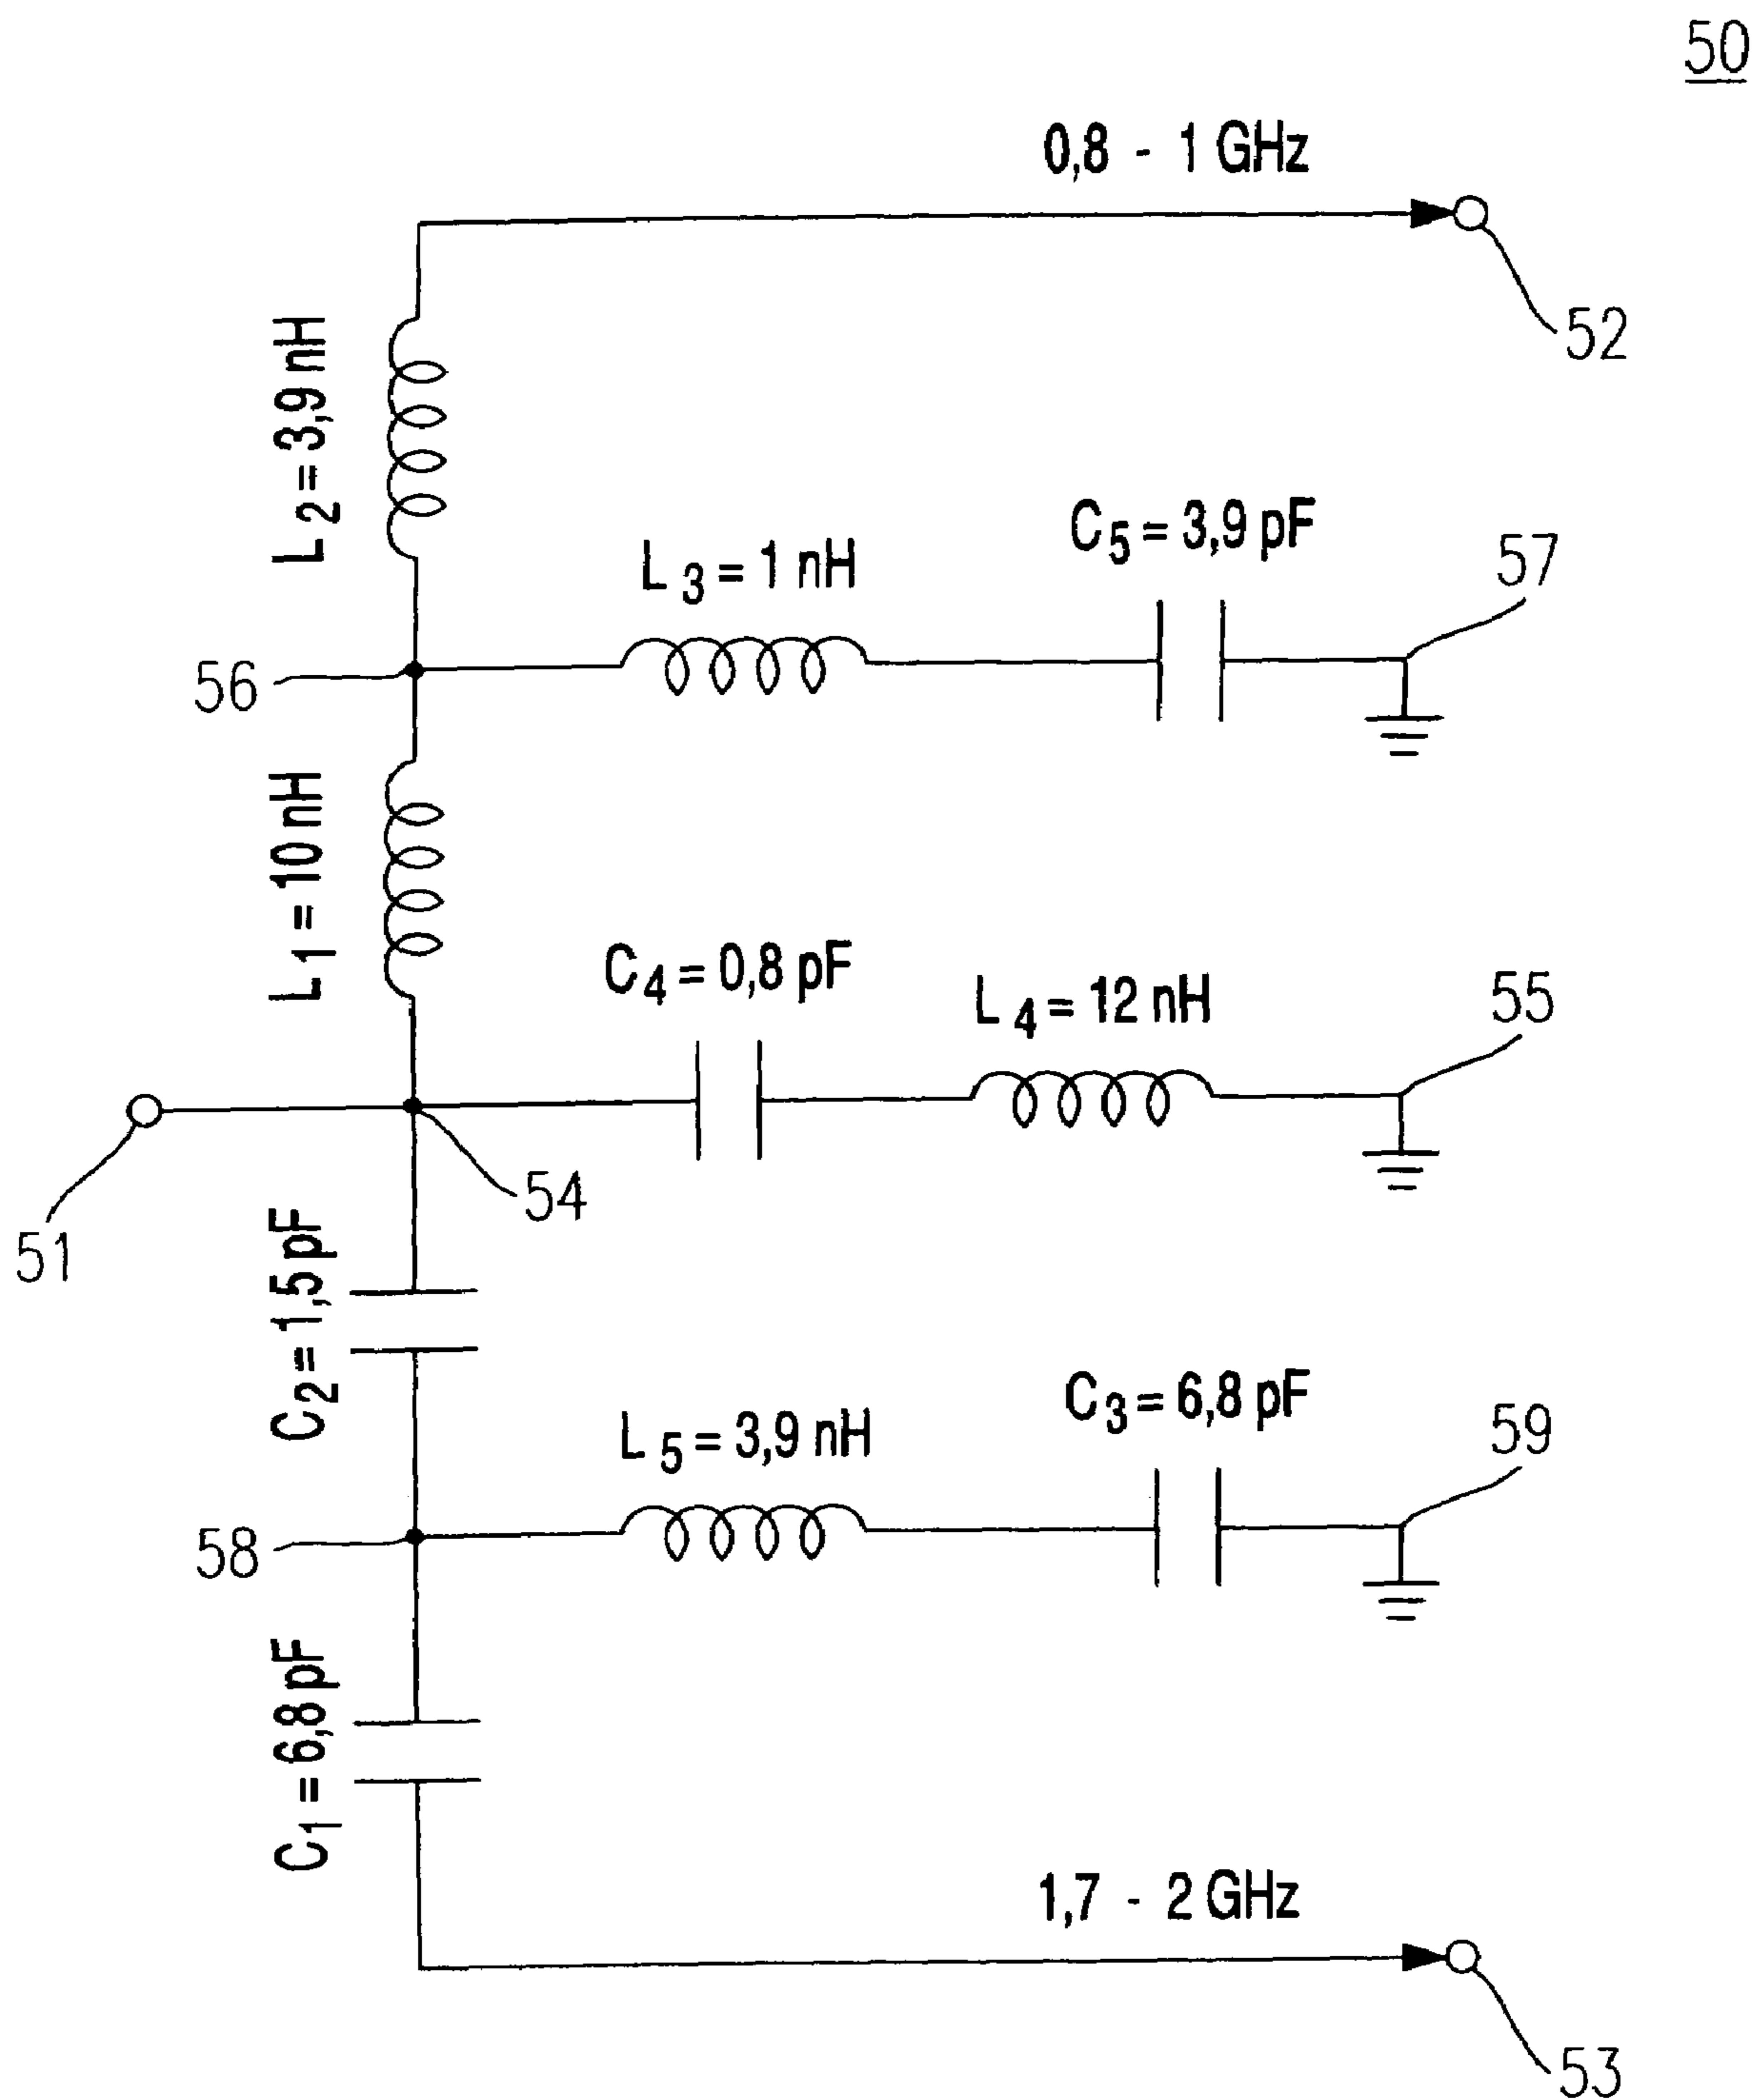 50
0,8 - 1 GHz
52
L2 = 3,9 nH
L3 = 1 nH
C5 = 3,9 pF
57
56
L1 = 10 nH
C4 = 0,8 pF
L4 = 12 nH
55
51
54
C2 = 1,5 pF
L5 = 3,9 nH
C3 = 6,8 pF
59
58
C1 = 6,8 pF
1,7 - 2 GHz
53